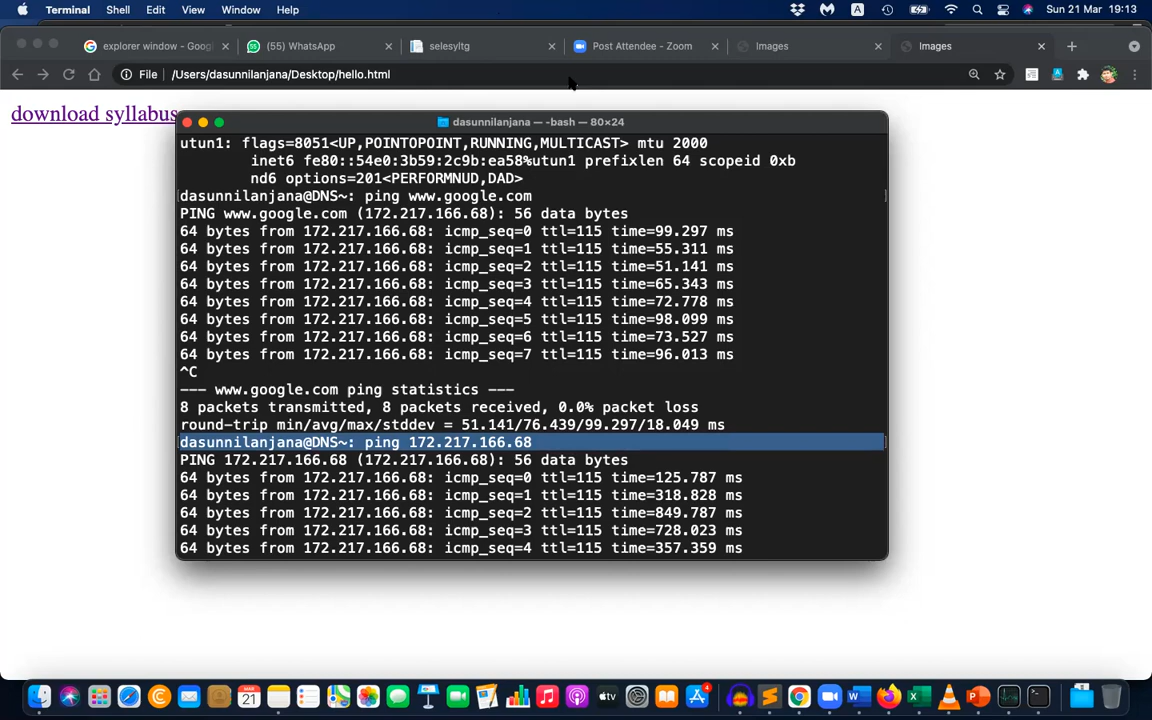 Terminal Shell Edit View Window Help A Sun 21 Mar 19:13
explorer window - Googl (55) WhatsApp selesyltg Post Attendee - Zoom Images Images
File /Users/dasunnilanjana/Desktop/hello.html
download syllabus
dasunnilanjana — -bash — 80×24
utun1: flags=8051<UP,POINTOPOINT,RUNNING,MULTICAST> mtu 2000
inet6 fe80::54e0:3b59:2c9b:ea58%utun1 prefixlen 64 scopeid 0xb
nd6 options=201<PERFORMNUD,DAD>
dasunnilanjana@DNS~: ping www.google.com
PING www.google.com (172.217.166.68): 56 data bytes
64 bytes from 172.217.166.68: icmp_seq=0 ttl=115 time=99.297 ms
64 bytes from 172.217.166.68: icmp_seq=1 ttl=115 time=55.311 ms
64 bytes from 172.217.166.68: icmp_seq=2 ttl=115 time=51.141 ms
64 bytes from 172.217.166.68: icmp_seq=3 ttl=115 time=65.343 ms
64 bytes from 172.217.166.68: icmp_seq=4 ttl=115 time=72.778 ms
64 bytes from 172.217.166.68: icmp_seq=5 ttl=115 time=98.099 ms
64 bytes from 172.217.166.68: icmp_seq=6 ttl=115 time=73.527 ms
64 bytes from 172.217.166.68: icmp_seq=7 ttl=115 time=96.013 ms
^C
--- www.google.com ping statistics ---
8 packets transmitted, 8 packets received, 0.0% packet loss
round-trip min/avg/max/stddev = 51.141/76.439/99.297/18.049 ms
dasunnilanjana@DNS~: ping 172.217.166.68
PING 172.217.166.68 (172.217.166.68): 56 data bytes
64 bytes from 172.217.166.68: icmp_seq=0 ttl=115 time=125.787 ms
64 bytes from 172.217.166.68: icmp_seq=1 ttl=115 time=318.828 ms
64 bytes from 172.217.166.68: icmp_seq=2 ttl=115 time=849.787 ms
64 bytes from 172.217.166.68: icmp_seq=3 ttl=115 time=728.023 ms
64 bytes from 172.217.166.68: icmp_seq=4 ttl=115 time=357.359 ms
MAR 21 tv 4